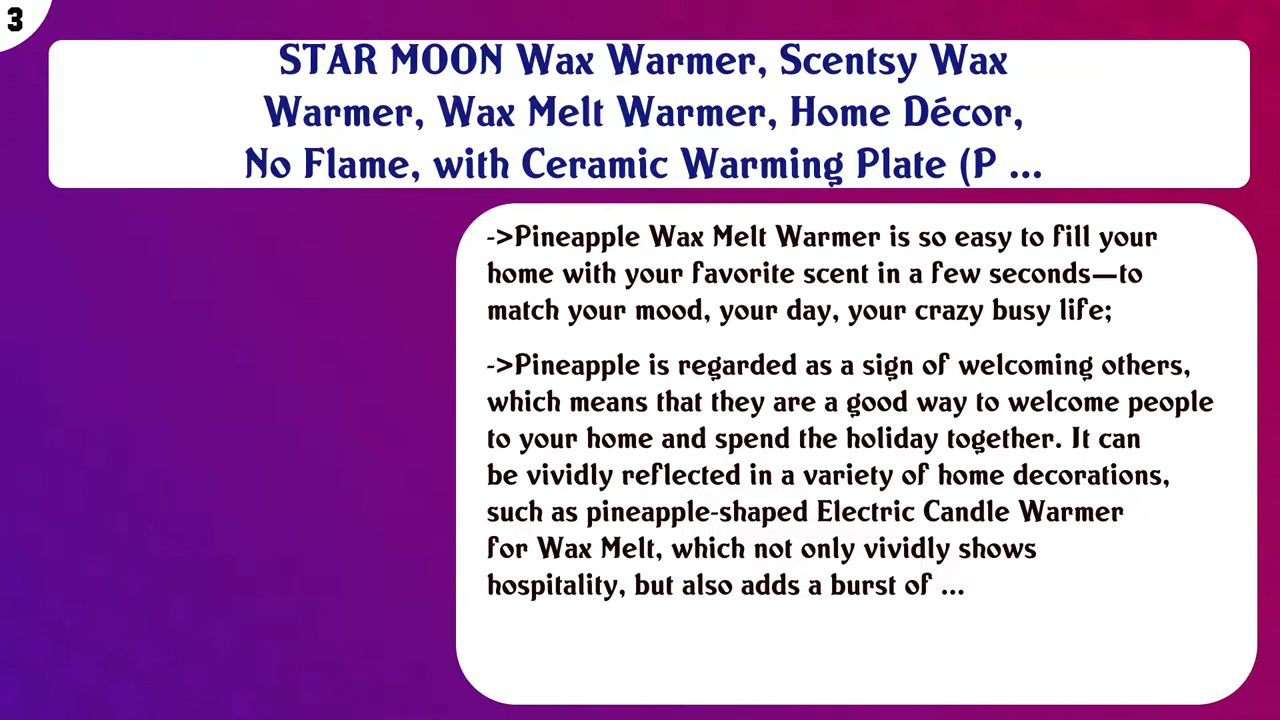 3
STAR MOON Wax Warmer, Scentsy Wax
Warmer, Wax Melt Warmer, Home Décor,
No Flame, with Ceramic Warming Plate (P ...
->Pineapple Wax Melt Warmer is so easy to fill your
home with your favorite scent in a few seconds—to
match your mood, your day, your crazy busy life;
->Pineapple is regarded as a sign of welcoming others,
which means that they are a good way to welcome people
to your home and spend the holiday together. It can
be vividly reflected in a variety of home decorations,
such as pineapple-shaped Electric Candle Warmer
for Wax Melt, which not only vividly shows
hospitality, but also adds a burst of ...